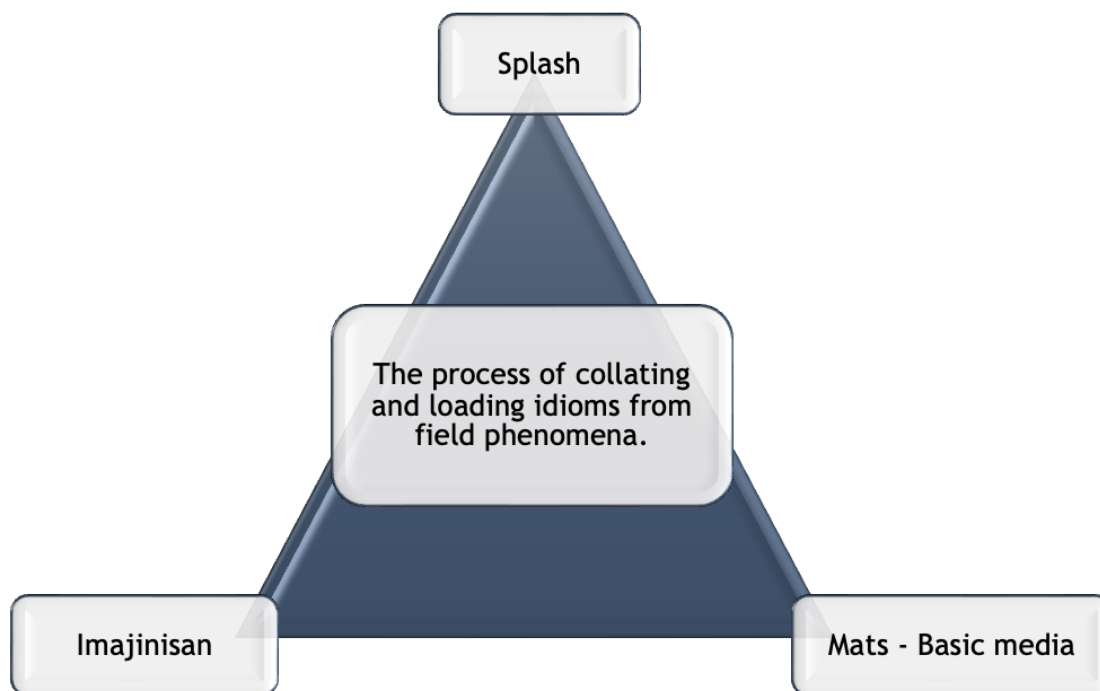 Splash
The process of collating
and loading idioms from
field phenomena.
Imajinisan
Mats - Basic media